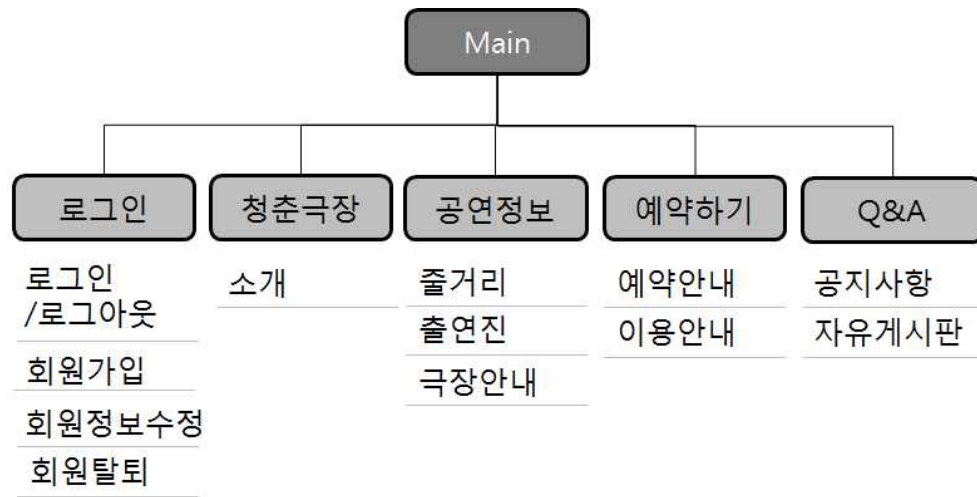 Main
로그인
청춘극장
공연정보
예약하기
Q&A
로그인
/로그아웃
회원가입
회원정보수정
회원탈퇴
소개
줄거리
출연진
극장안내
예약안내
이용안내
공지사항
자유게시판